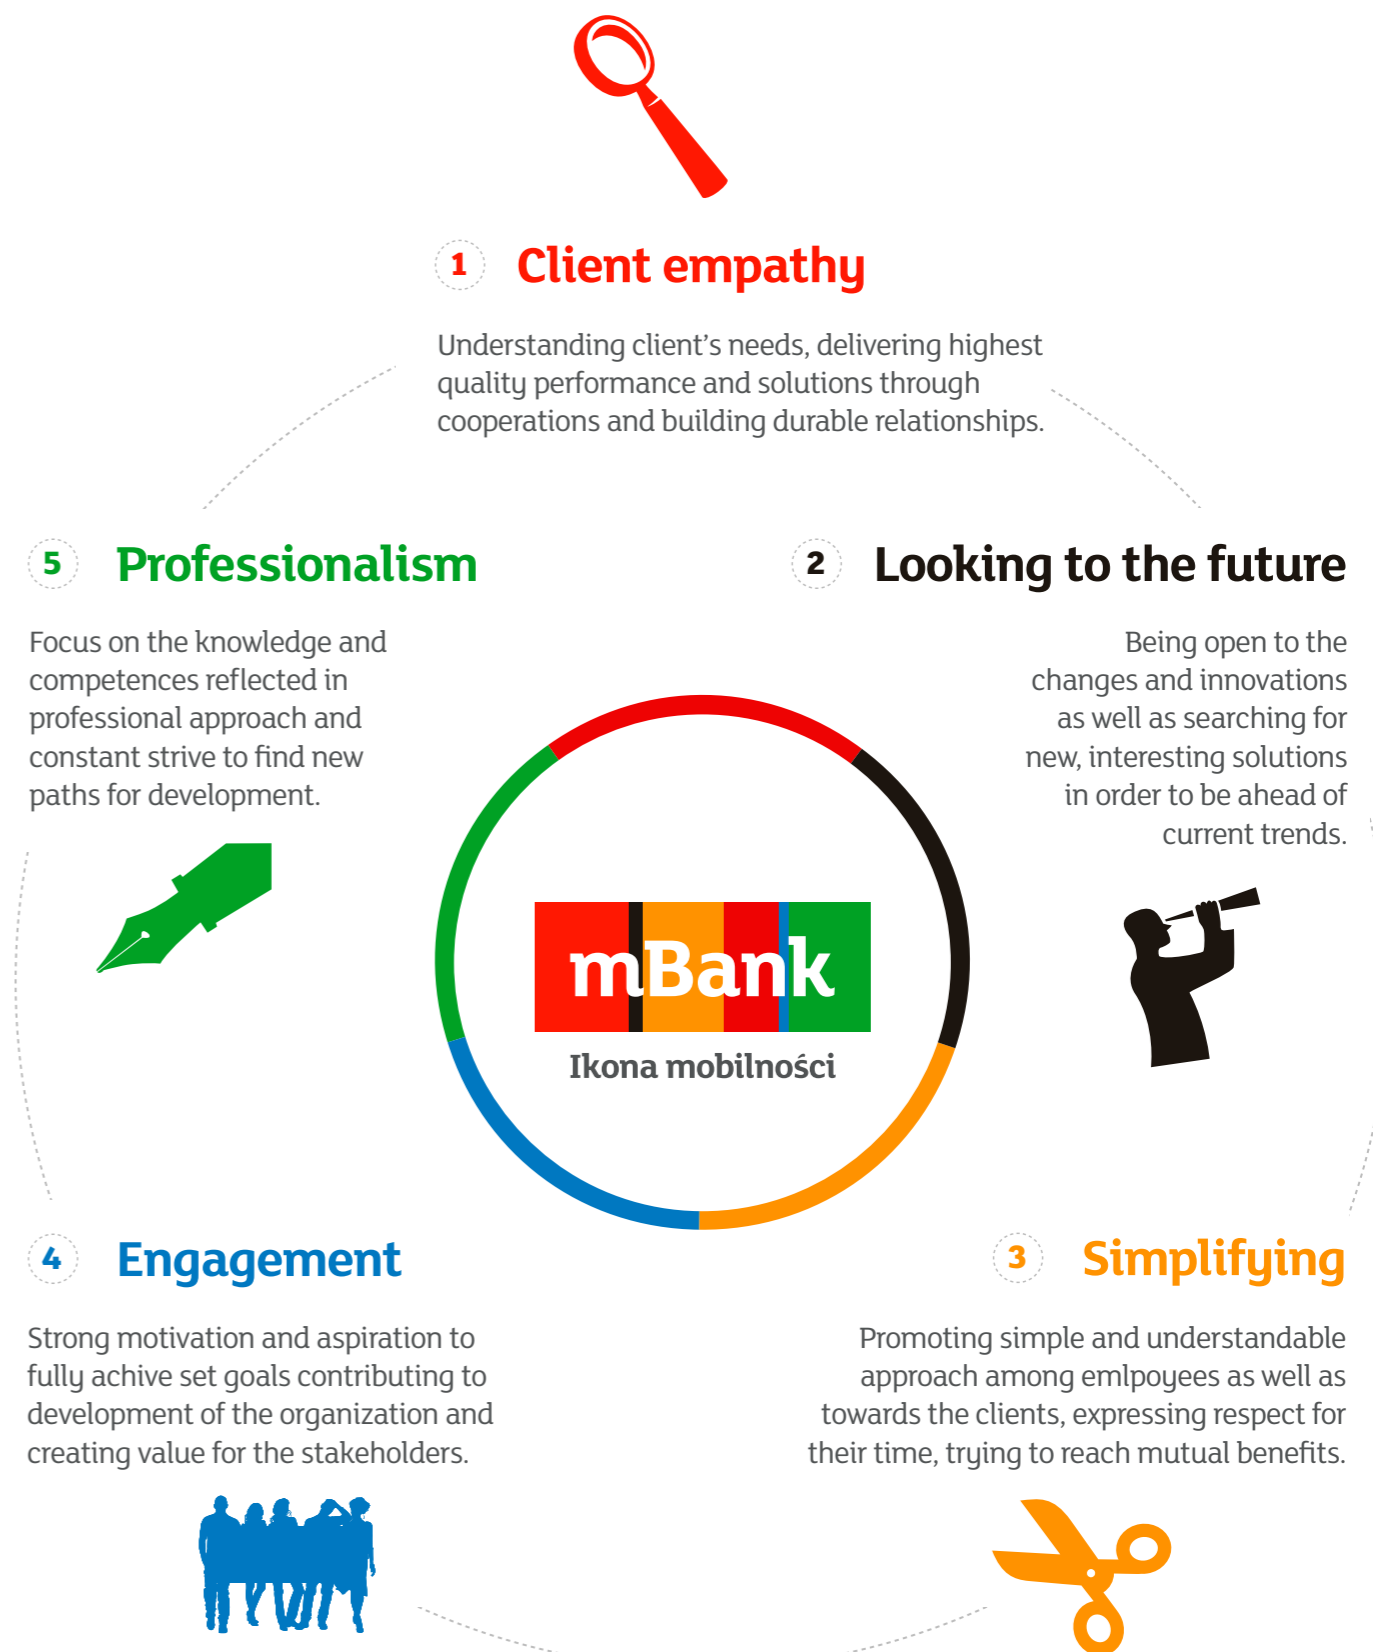 1 Client empathy
Understanding client's needs, delivering highest
quality performance and solutions through
cooperations and building durable relationships.
2 Looking to the future
Being open to the
changes and innovations
as well as searching for
new, interesting solutions
in order to be ahead of
current trends.
3 Simplifying
Promoting simple and understandable
approach among emlpoyees as well as
towards the clients, expressing respect for
their time, trying to reach mutual benefits.
4 Engagement
Strong motivation and aspiration to
fully achive set goals contributing to
development of the organization and
creating value for the stakeholders.
5 Professionalism
Focus on the knowledge and
competences reflected in
professional approach and
constant strive to find new
paths for development.
mBank
Ikona mobilności